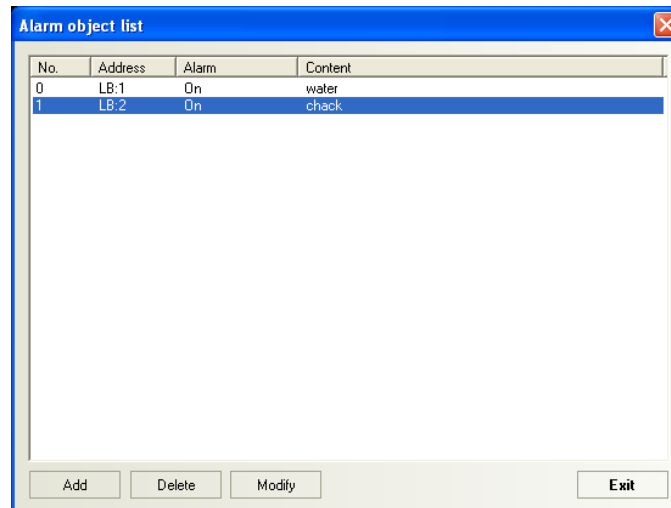 Alarm object list
No. Address Alarm Content
0 LB:1 On water
1 LB:2 On chack
Add Delete Modify Exit